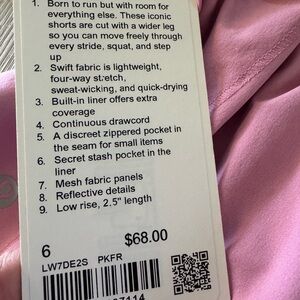 1. Born to run but with room for
everything else. These iconic
shorts are cut with a wider leg
so you can move freely through
every stride, squat, and step
up
2. Swift fabric is lightweight,
four-way stretch,
sweat-wicking, and quick-drying
3. Built-in liner offers extra
coverage
4. Continuous drawcord
5. A discreet zippered pocket in
the seam for small items
6. Secret stash pocket in the
liner
7. Mesh fabric panels
8. Reflective details
9. Low rise, 2.5" length
6 $68.00
LW7DE2S PKFR